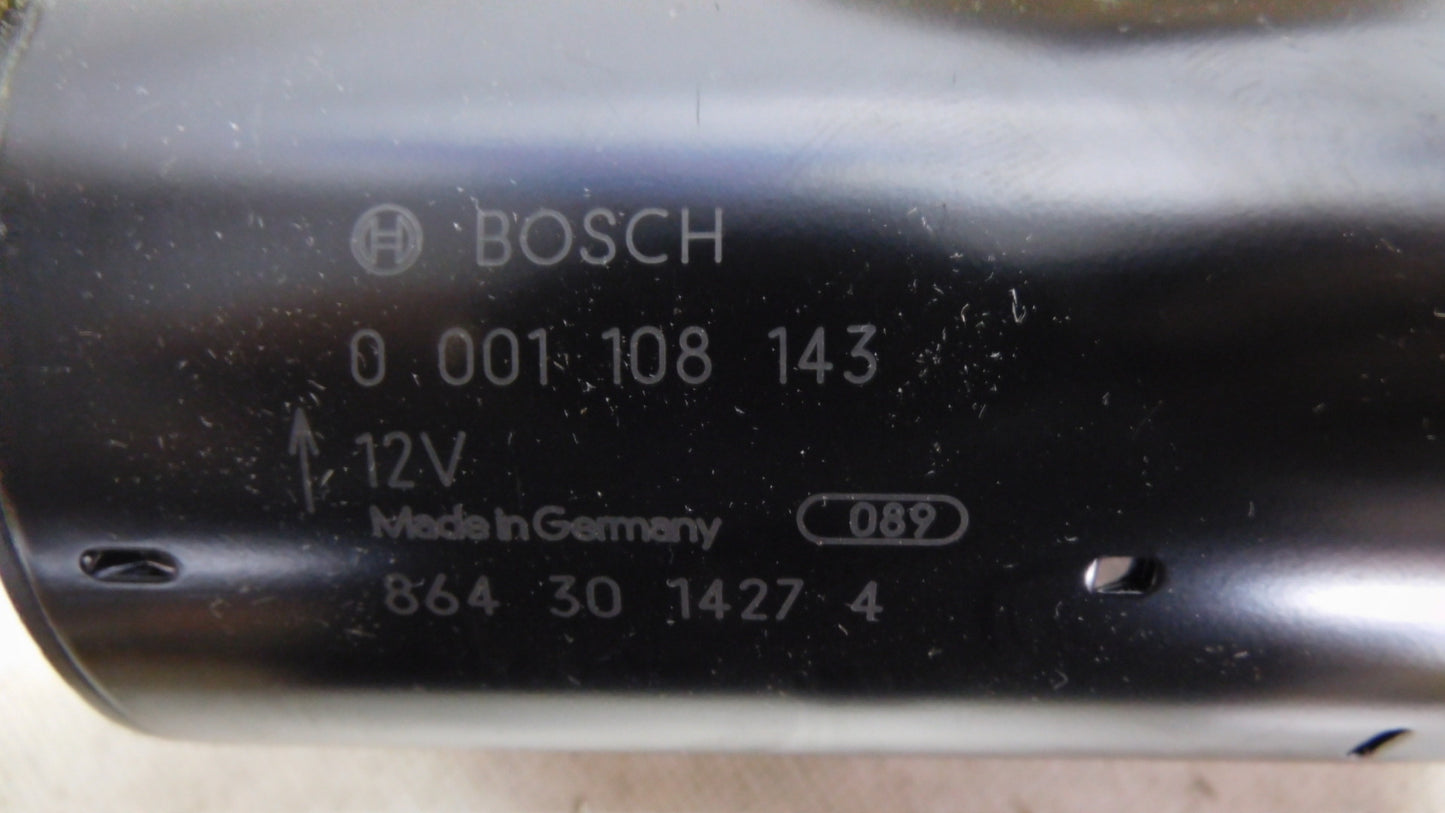 BOSCH
0 001 108 143
12V
Made in Germany 089
864 30 1427 4